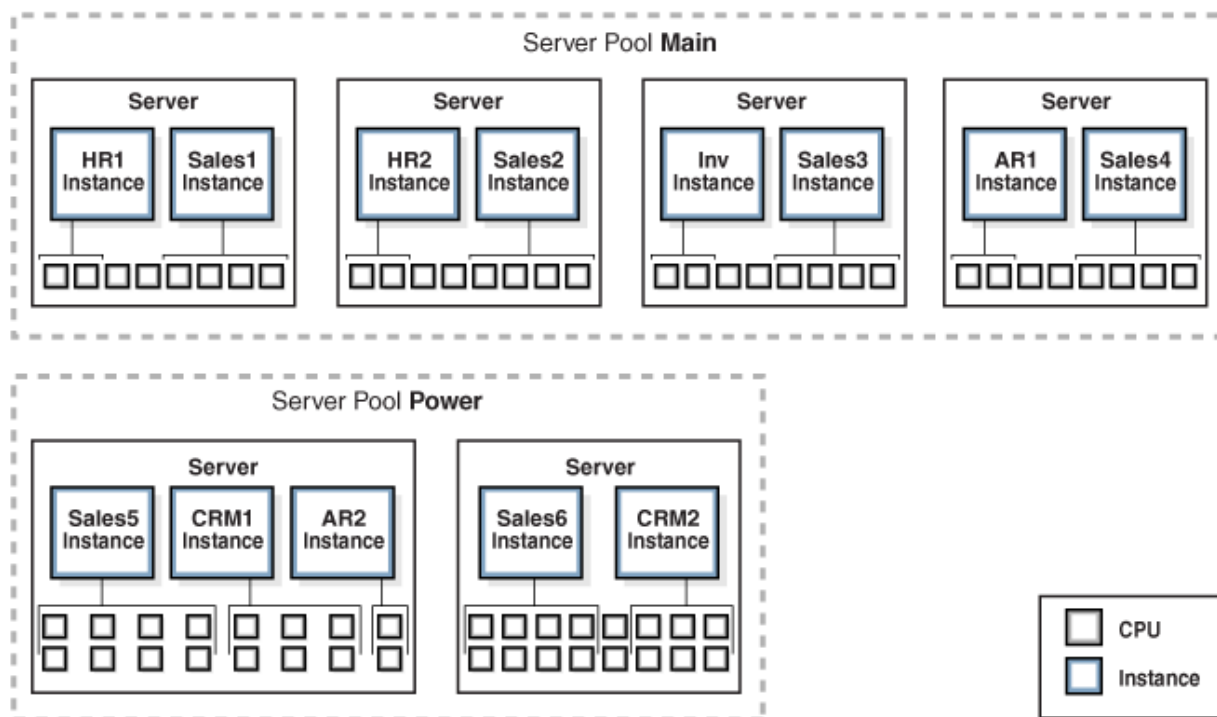 Server Pool Main
Server
HR1
Instance
Sales1
Instance
Server
HR2
Instance
Sales2
Instance
Server
Inv
Instance
Sales3
Instance
Server
AR1
Instance
Sales4
Instance
Server Pool Power
Server
Sales5
Instance
CRM1
Instance
AR2
Instance
Server
Sales6
Instance
CRM2
Instance
CPU
Instance